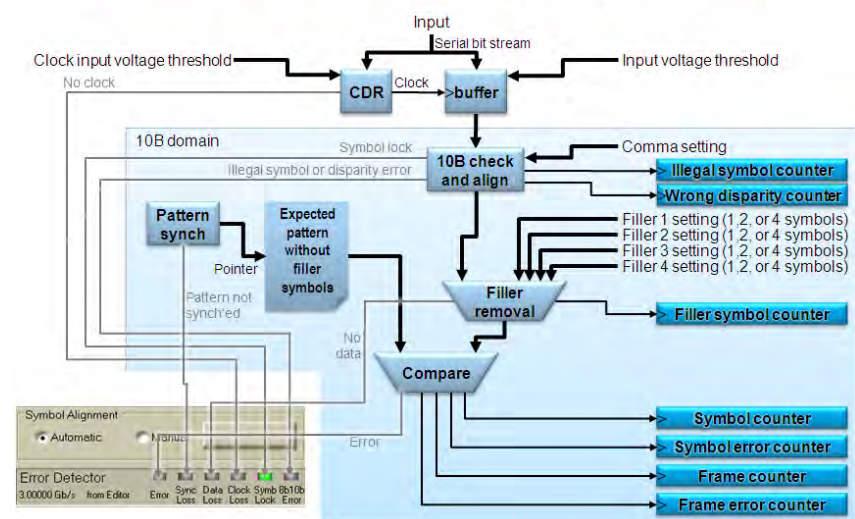 Input
Serial bit stream
Clock input voltage threshold
Input voltage threshold
No clock
CDR
Clock
>buffer
10B domain
Symbol lock
Comma setting
Illegal symbol or disparity error
10B check
and align
> Illegal symbol counter
> Wrong disparity counter
Pattern
synch
Expected
pattern
without
filler
symbols
Pointer
Filler 1 setting (1,2, or 4 symbols)
Filler 2 setting (1,2, or 4 symbols)
Filler 3 setting (1,2, or 4 symbols)
Filler 4 setting (1,2, or 4 symbols)
Pattern not
synch'ed
Filler
removal
> Filler symbol counter
No
data
Compare
Symbol Alignment
Automatic
Error
> Symbol counter
> Symbol error counter
> Frame counter
> Frame error counter
Error Detector
3.00000 Gb/s from Editor
Error
Sync
Loss
Data
Loss
Clock
Loss
Symb
Lock
8b10b
Error